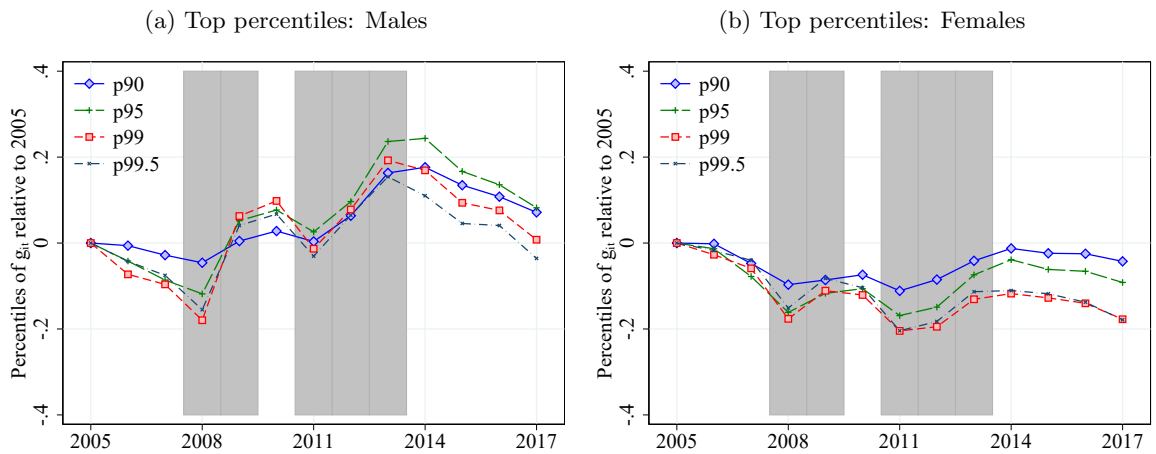 (a) Top percentiles: Males
Percentiles of gᵢₜ relative to 2005
.4
.2
0
-.2
-.4
p90
p95
p99
p99.5
2005 2008 2011 2014 2017
(b) Top percentiles: Females
Percentiles of gᵢₜ relative to 2005
.4
.2
0
-.2
-.4
p90
p95
p99
p99.5
2005 2008 2011 2014 2017